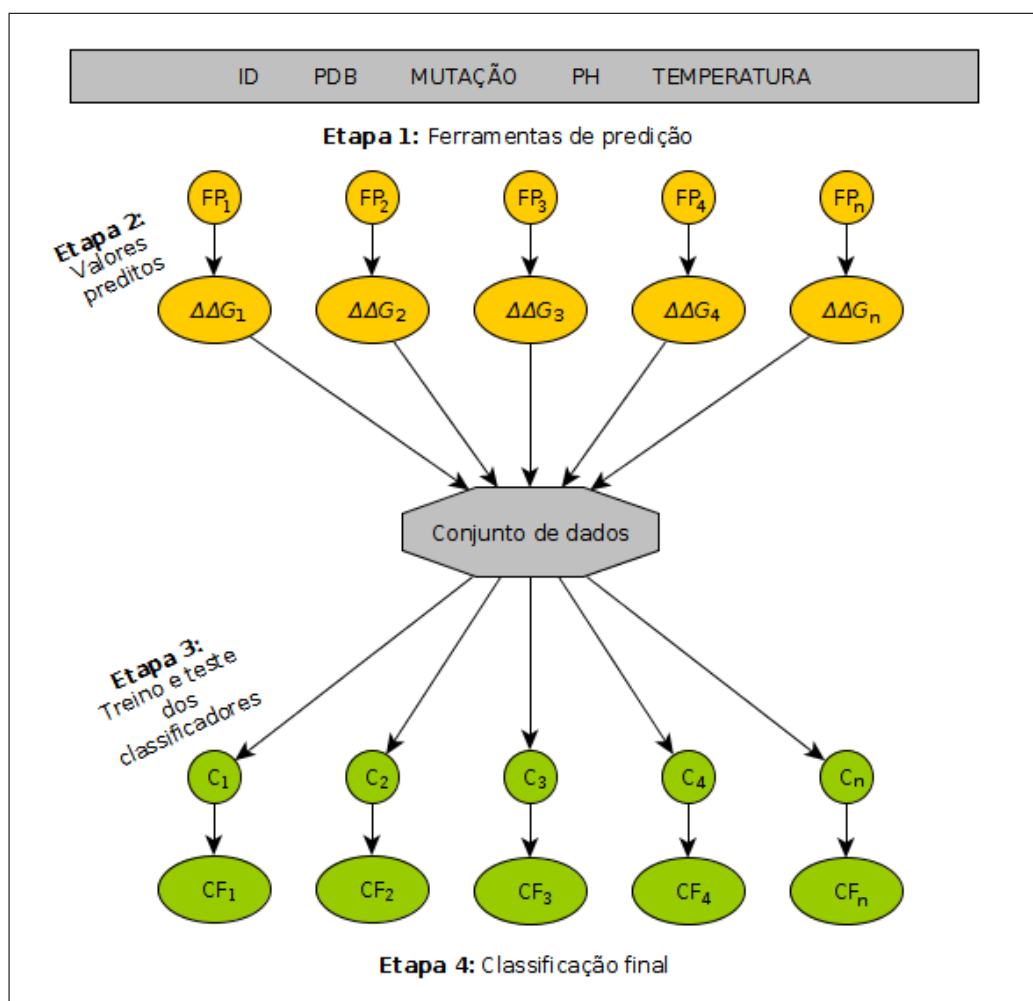 ID PDB MUTAÇÃO PH TEMPERATURA
Etapa 1: Ferramentas de predição
FP1 FP2 FP3 FP4 FPn
Etapa 2:
Valores
preditos
ΔΔG1 ΔΔG2 ΔΔG3 ΔΔG4 ΔΔGn
Conjunto de dados
Etapa 3:
Treino e teste
dos
classificadores
C1 C2 C3 C4 Cn
CF1 CF2 CF3 CF4 CFn
Etapa 4: Classificação final